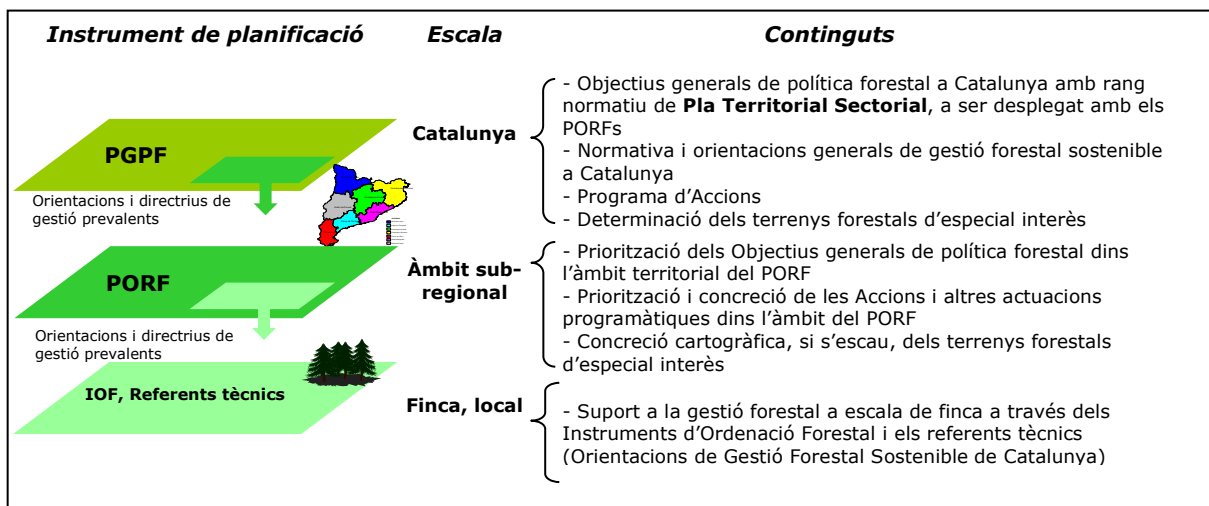 Instrument de planificació Escala Continguts
PGPF
Orientacions i directrius de
gestió prevalents
Catalunya
- Objectius generals de política forestal a Catalunya amb rang
normatiu de Pla Territorial Sectorial, a ser desplegat amb els
PORFs
- Normativa i orientacions generals de gestió forestal sostenible
a Catalunya
- Programa d’Accions
- Determinació dels terrenys forestals d’especial interès
PORF
Orientacions i directrius de
gestió prevalents
Àmbit sub-
regional
- Priorització dels Objectius generals de política forestal dins
l’àmbit territorial del PORF
- Priorització i concreció de les Accions i altres actuacions
programàtiques dins l’àmbit del PORF
- Concreció cartogràfica, si s’escau, dels terrenys forestals
d’especial interès
IOF, Referents tècnics
Finca, local
- Suport a la gestió forestal a escala de finca a través dels
Instruments d’Ordenació Forestal i els referents tècnics
(Orientacions de Gestió Forestal Sostenible de Catalunya)